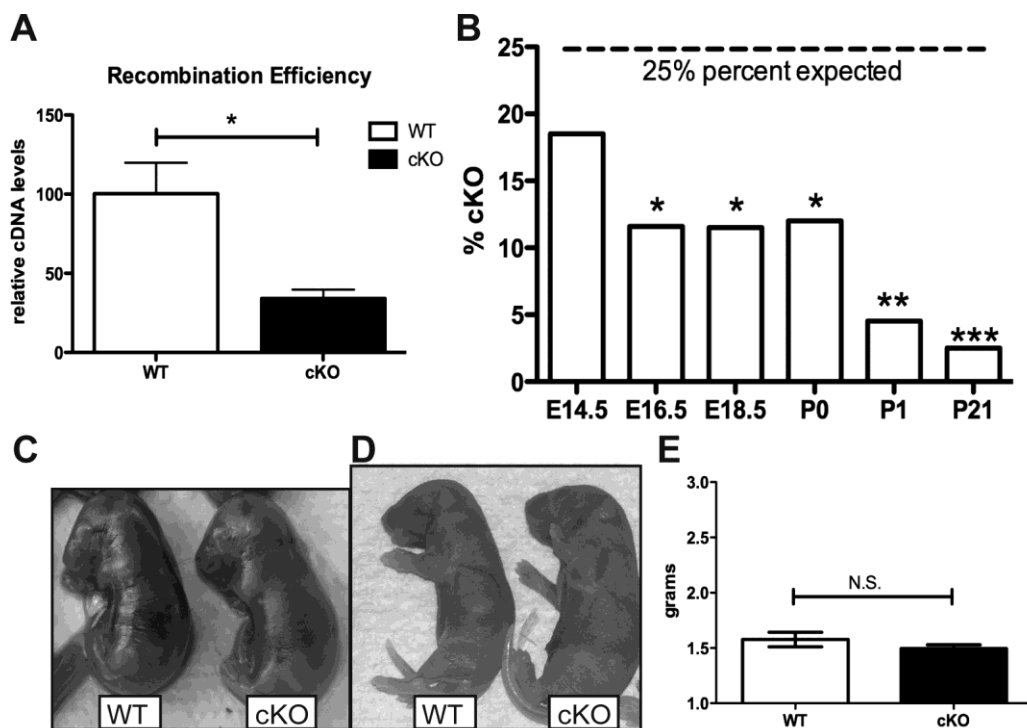 A
Recombination Efficiency
150
100
50
0
relative cDNA levels
*
WT
cKO
WT
cKO
B
25
20
15
10
5
0
% cKO
25% percent expected
*
*
*
**
***
E14.5 E16.5 E18.5 P0 P1 P21
C
WT
cKO
D
WT
cKO
E
3.0
2.5
2.0
1.5
1.0
grams
N.S.
WT
cKO